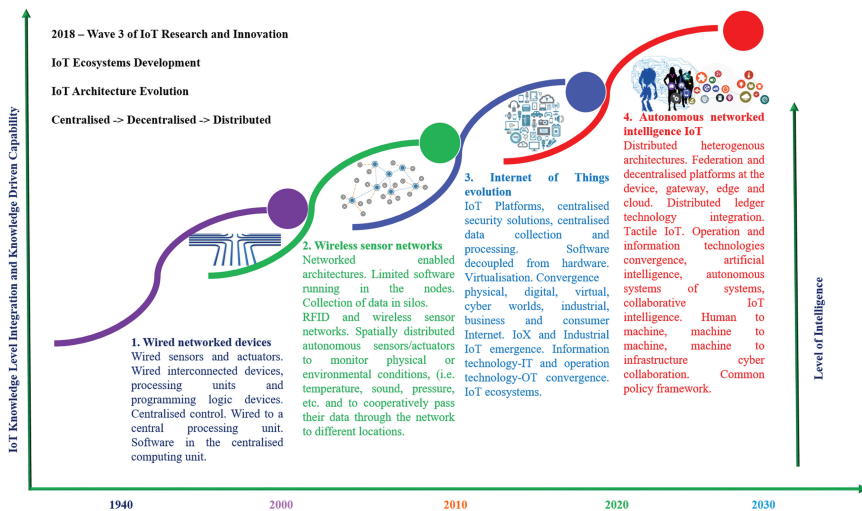 2018 – Wave 3 of IoT Research and Innovation
IoT Ecosystems Development
IoT Architecture Evolution
Centralised -> Decentralised -> Distributed
IoT Knowledge Level Integration and Knowledge Driven Capability
1. Wired networked devices
Wired sensors and actuators.
Wired interconnected devices,
processing units and
programming logic devices.
Centralised control. Wired to a
central processing unit.
Software in the centralised
computing unit.
2. Wireless sensor networks
Networked enabled
architectures. Limited software
running in the nodes.
Collection of data in silos.
RFID and wireless sensor
networks. Spatially distributed
autonomous sensors/actuators
to monitor physical or
environmental conditions, (i.e.
temperature, sound, pressure,
etc. and to cooperatively pass
their data through the network
to different locations.
3. Internet of Things
evolution
IoT Platforms, centralised
security solutions, centralised
data collection and
processing. Software
decoupled from hardware.
Virtualisation. Convergence
physical, digital, virtual,
cyber worlds, industrial,
business and consumer
Internet. IoX and Industrial
IoT emergence. Information
technology-IT and operation
technology-OT convergence.
IoT ecosystems.
4. Autonomous networked
intelligence IoT
Distributed heterogenous
architectures. Federation and
decentralised platforms at the
device, gateway, edge and
cloud. Distributed ledger
technology integration.
Tactile IoT. Operation and
information technologies
convergence, artificial
intelligence, autonomous
systems of systems,
collaborative IoT
intelligence. Human to
machine, machine to
machine, machine to
infrastructure cyber
collaboration. Common
policy framework.
Level of Intelligence
1940
2000
2010
2020
2030